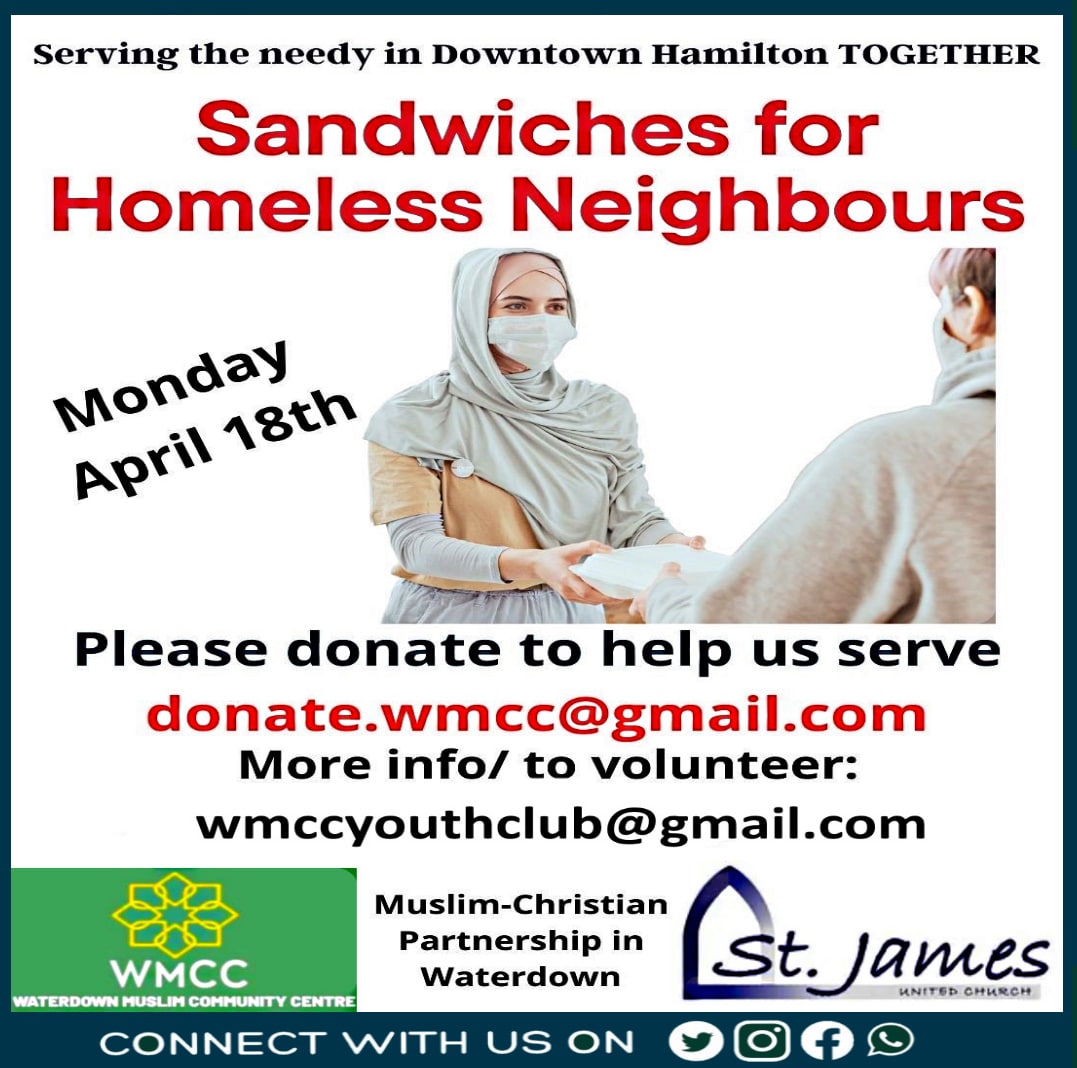 Serving the needy in Downtown Hamilton TOGETHER
Sandwiches for
Homeless Neighbours
Monday
April 18th
Please donate to help us serve
donate.wmcc@gmail.com
More info/ to volunteer:
wmccyouthclub@gmail.com
WMCC
WATERDOWN MUSLIM COMMUNITY CENTRE
Muslim-Christian
Partnership in
Waterdown
St. James
UNITED CHURCH
CONNECT WITH US ON